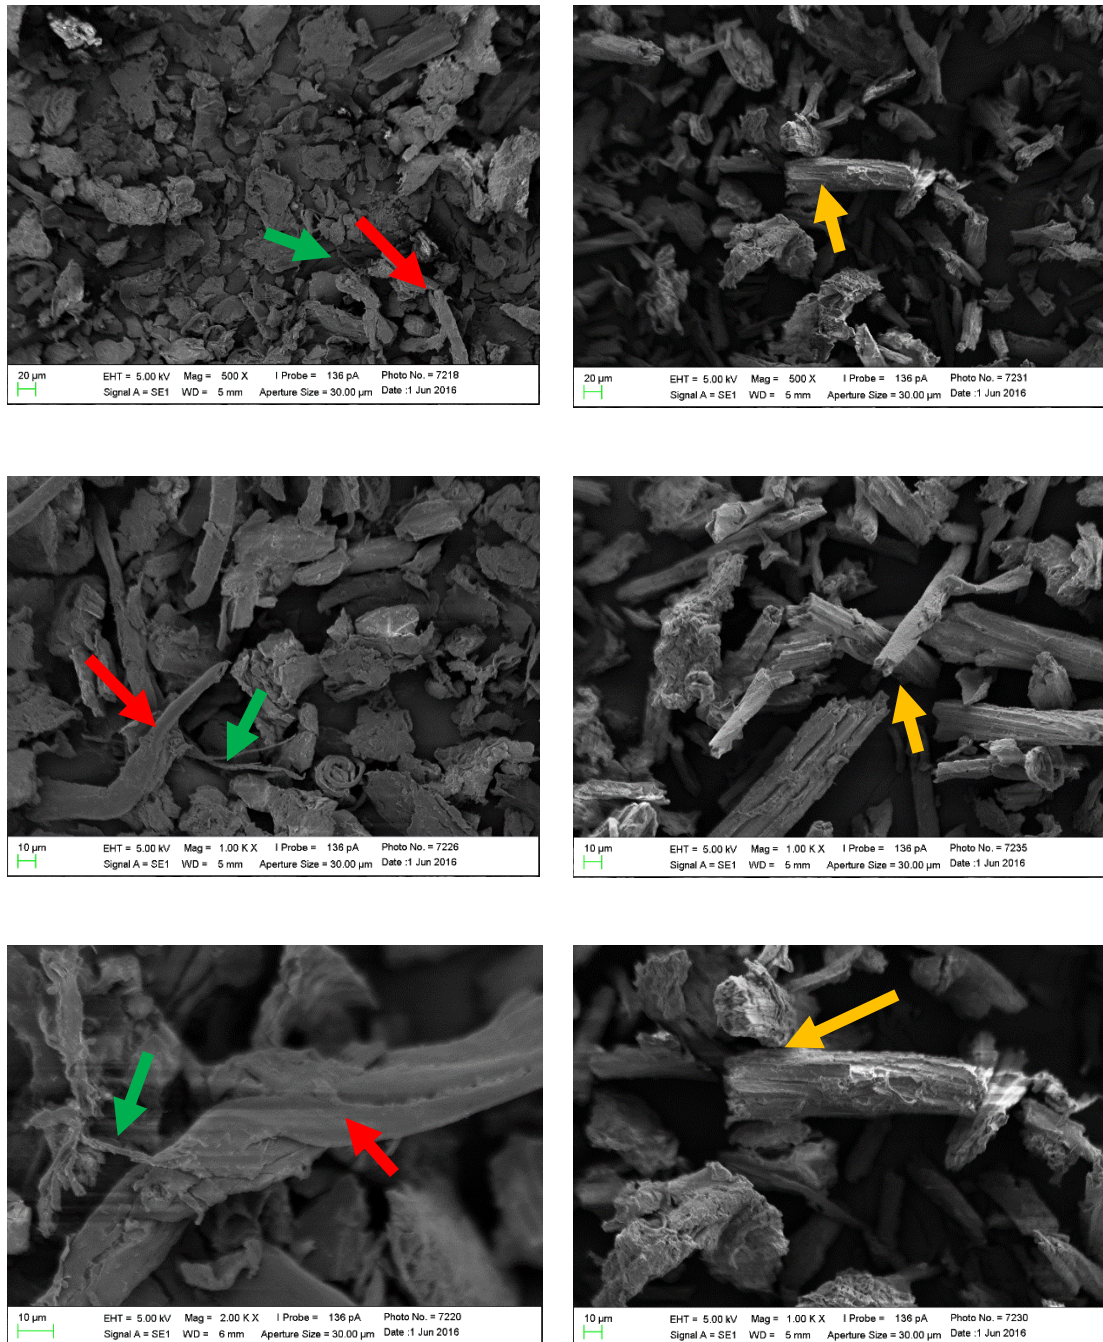 20 µm EHT = 5.00 kV Mag = 500 X I Probe = 136 pA Photo No. = 7218
Signal A = SE1 WD = 5 mm Aperture Size = 30.00 µm Date :1 Jun 2016
20 µm EHT = 5.00 kV Mag = 500 X I Probe = 136 pA Photo No. = 7231
Signal A = SE1 WD = 5 mm Aperture Size = 30.00 µm Date :1 Jun 2016
10 µm EHT = 5.00 kV Mag = 1.00 K X I Probe = 136 pA Photo No. = 7226
Signal A = SE1 WD = 5 mm Aperture Size = 30.00 µm Date :1 Jun 2016
10 µm EHT = 5.00 kV Mag = 1.00 K X I Probe = 136 pA Photo No. = 7235
Signal A = SE1 WD = 5 mm Aperture Size = 30.00 µm Date :1 Jun 2016
10 µm EHT = 5.00 kV Mag = 2.00 K X I Probe = 136 pA Photo No. = 7220
Signal A = SE1 WD = 6 mm Aperture Size = 30.00 µm Date :1 Jun 2016
10 µm EHT = 5.00 kV Mag = 1.00 K X I Probe = 136 pA Photo No. = 7230
Signal A = SE1 WD = 5 mm Aperture Size = 30.00 µm Date :1 Jun 2016